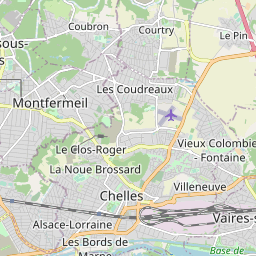 Coubron
Courtry
Le Pin
sous-
s
Les Coudreaux
Montfermeil
Le Clos-Roger
Vieux Colombie
- Fontaine
La Noue Brossard
Villeneuve
Chelles
Alsace-Lorraine
Vaires-s
Les Bords de
Marne
Base de